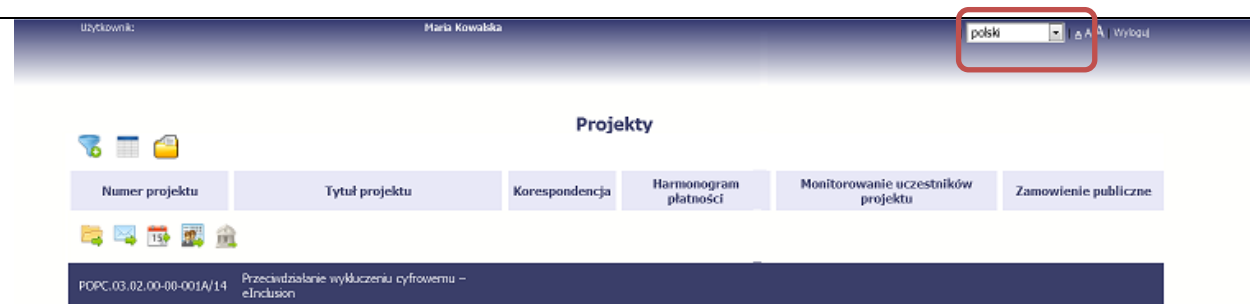 Użytkownik: Maria Kowalska polski | A A A | Wyloguj
Projekty
Numer projektu Tytuł projektu Korespondencja Harmonogram płatności Monitorowanie uczestników projektu Zamowienie publiczne
15
POPC.03.02.00-00-001A/14 Przeciwdziałanie wykluczeniu cyfrowemu –
eInclusion